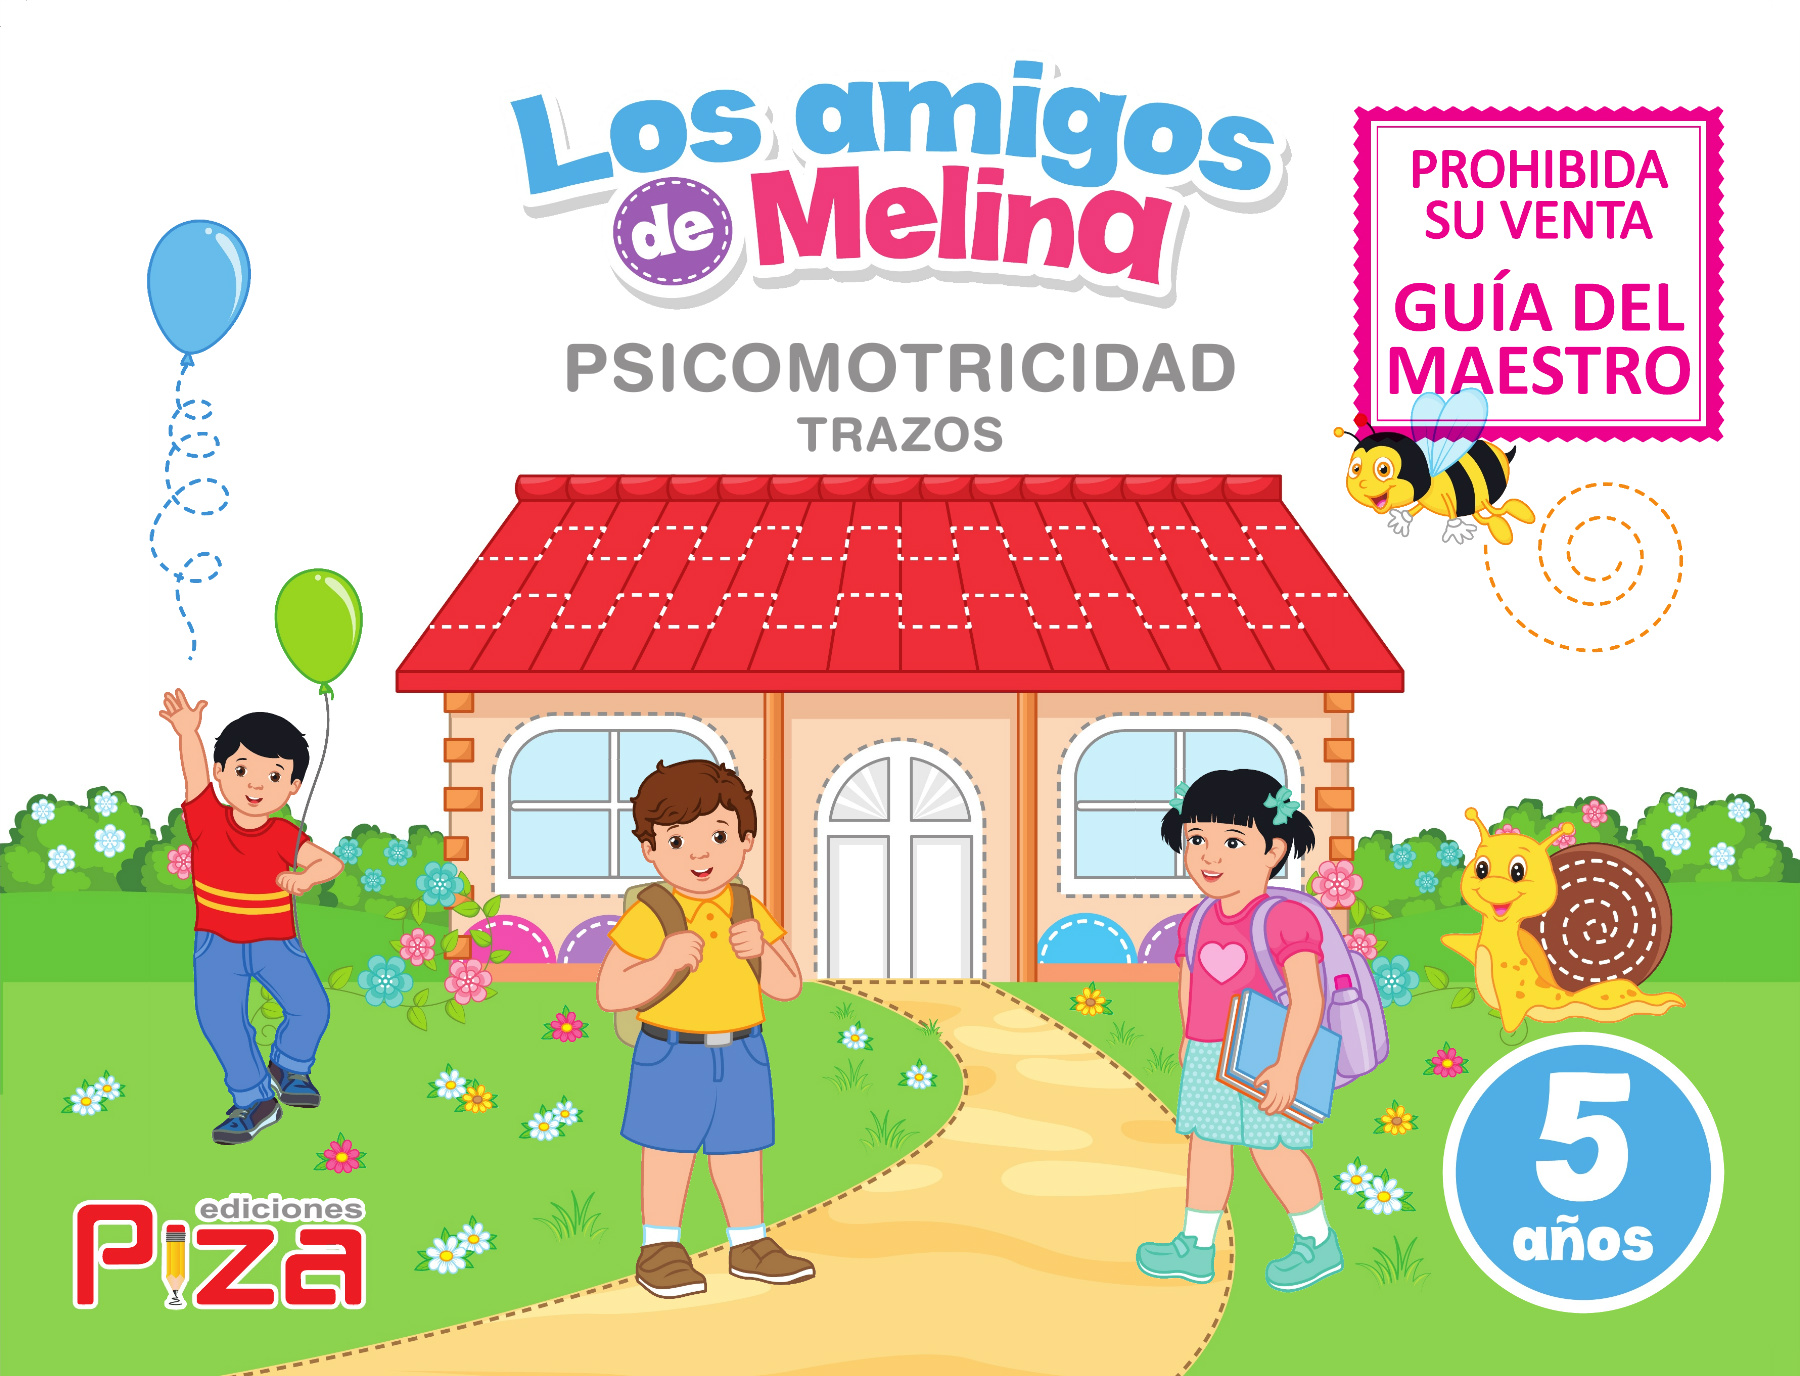 Los amigos
de Melina
PSICOMOTRICIDAD
TRAZOS
PROHIBIDA
SU VENTA
GUÍA DEL
MAESTRO
ediciones
Piza
5
años